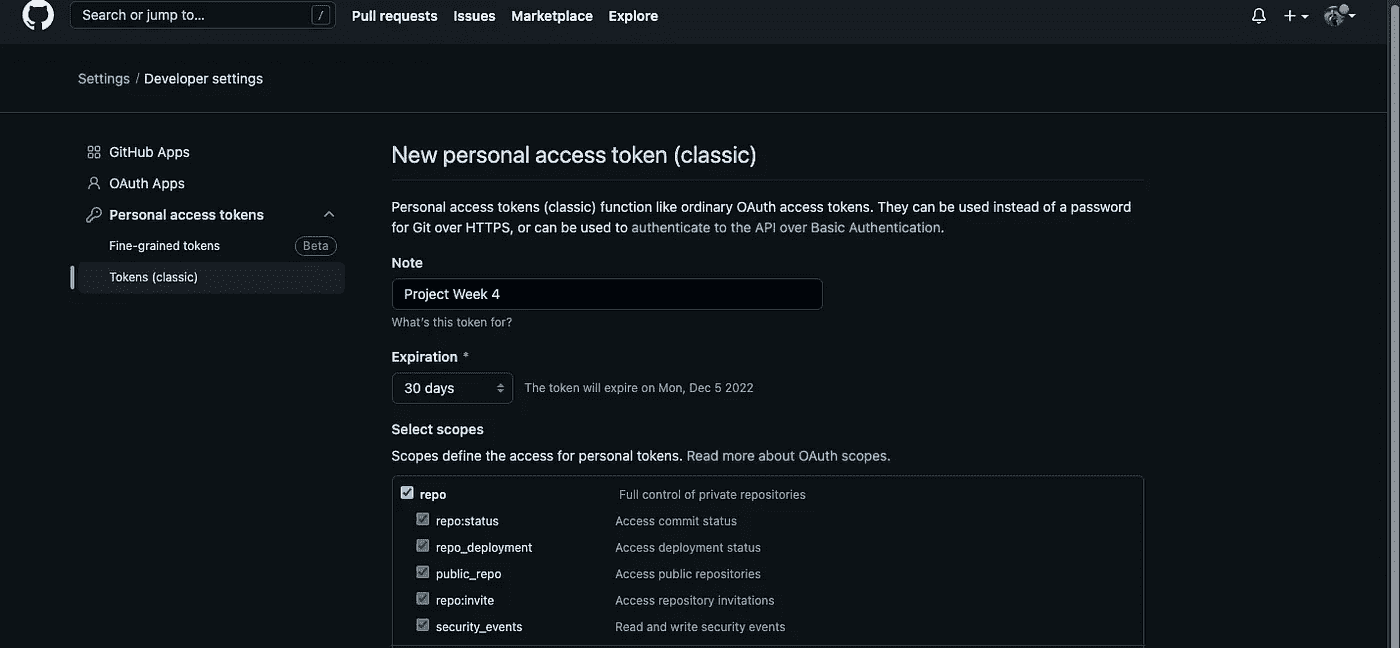 Search or jump to... /
Pull requests Issues Marketplace Explore
Settings / Developer settings
GitHub Apps
OAuth Apps
Personal access tokens
Fine-grained tokens Beta
Tokens (classic)
New personal access token (classic)
Personal access tokens (classic) function like ordinary OAuth access tokens. They can be used instead of a password
for Git over HTTPS, or can be used to authenticate to the API over Basic Authentication.
Note
Project Week 4
What's this token for?
Expiration *
30 days The token will expire on Mon, Dec 5 2022
Select scopes
Scopes define the access for personal tokens. Read more about OAuth scopes.
repo Full control of private repositories
repo:status Access commit status
repo_deployment Access deployment status
public_repo Access public repositories
repo:invite Access repository invitations
security_events Read and write security events